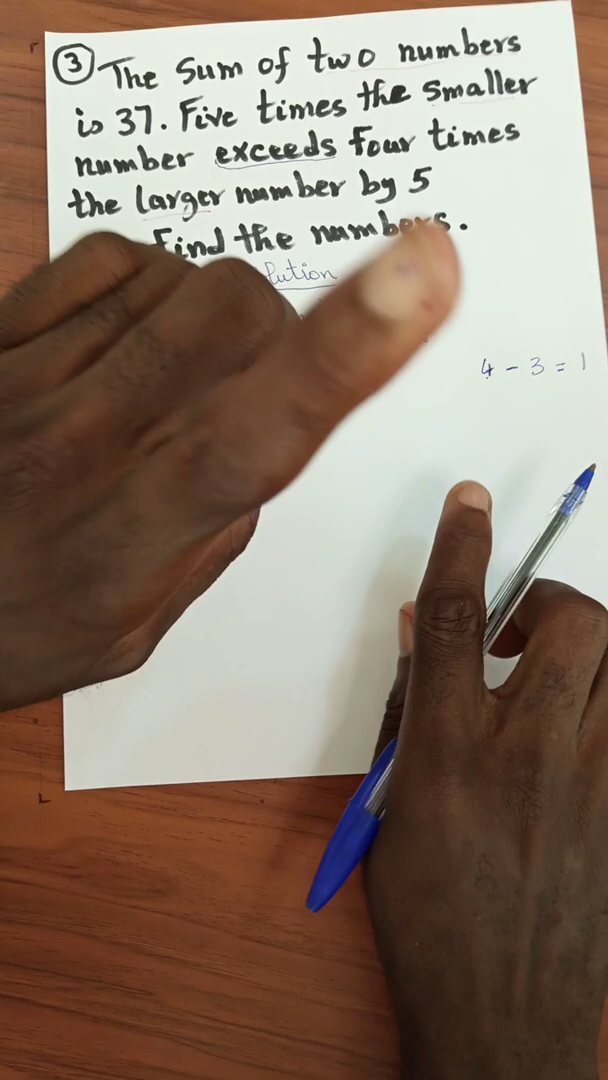 ③ The sum of two numbers
is 37. Five times the smaller
number exceeds four times
the larger number by 5
Find the numbers.
lution
4 - 3 = 1